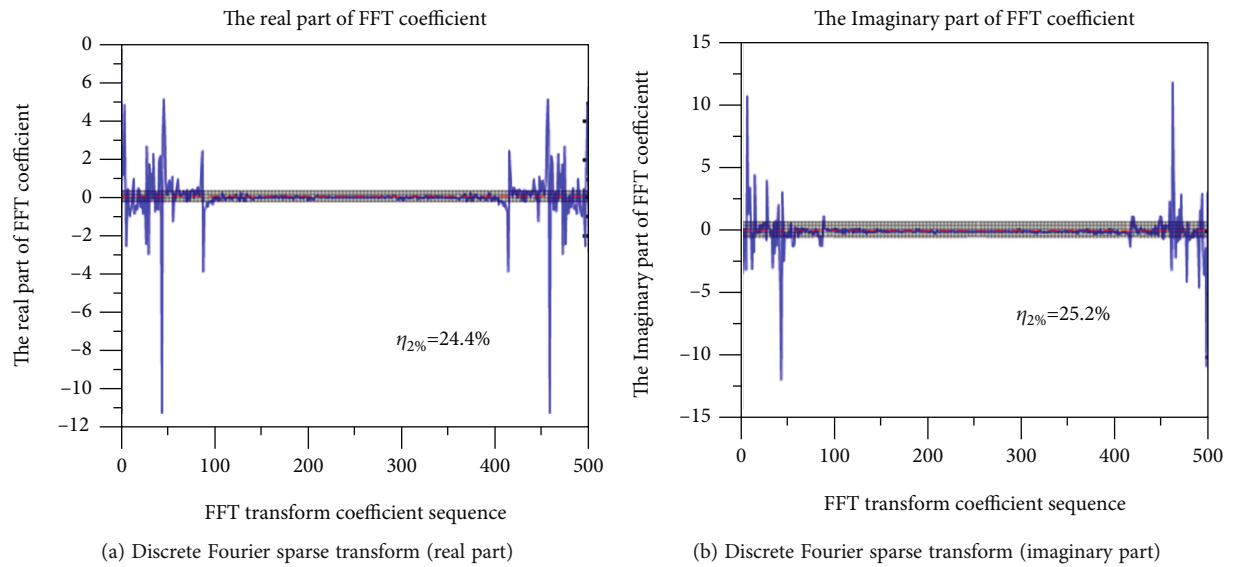 The real part of FFT coefficient
The real part of FFT coefficient
0
6
4
2
0
−2
−4
−6
−8
−10
−12
η2%=24.4%
0 100 200 300 400 500
FFT transform coefficient sequence
(a) Discrete Fourier sparse transform (real part)
The Imaginary part of FFT coefficient
The Imaginary part of FFT coefficientt
15
10
5
0
−5
−10
−15
η2%=25.2%
0 100 200 300 400 500
FFT transform coefficient sequence
(b) Discrete Fourier sparse transform (imaginary part)